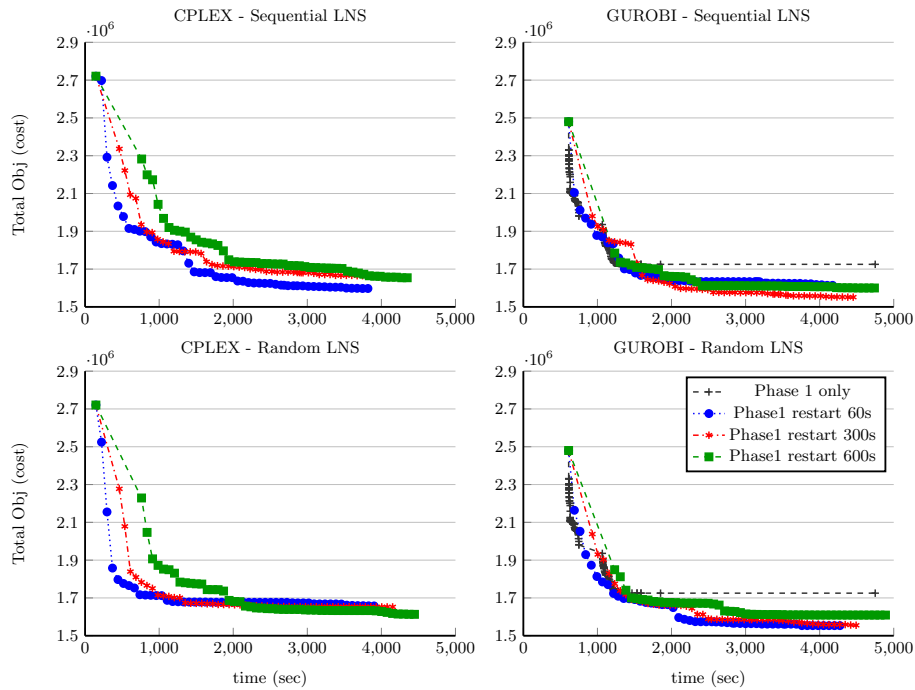 CPLEX - Sequential LNS
·10⁶
2.9
2.7
2.5
2.3
2.1
1.9
1.7
1.5
Total Obj (cost)
0 1,000 2,000 3,000 4,000 5,000
GUROBI - Sequential LNS
·10⁶
2.9
2.7
2.5
2.3
2.1
1.9
1.7
1.5
0 1,000 2,000 3,000 4,000 5,000
CPLEX - Random LNS
·10⁶
2.9
2.7
2.5
2.3
2.1
1.9
1.7
1.5
Total Obj (cost)
0 1,000 2,000 3,000 4,000 5,000
time (sec)
GUROBI - Random LNS
·10⁶
2.9
2.7
2.5
2.3
2.1
1.9
1.7
1.5
Phase 1 only
Phase1 restart 60s
Phase1 restart 300s
Phase1 restart 600s
0 1,000 2,000 3,000 4,000 5,000
time (sec)